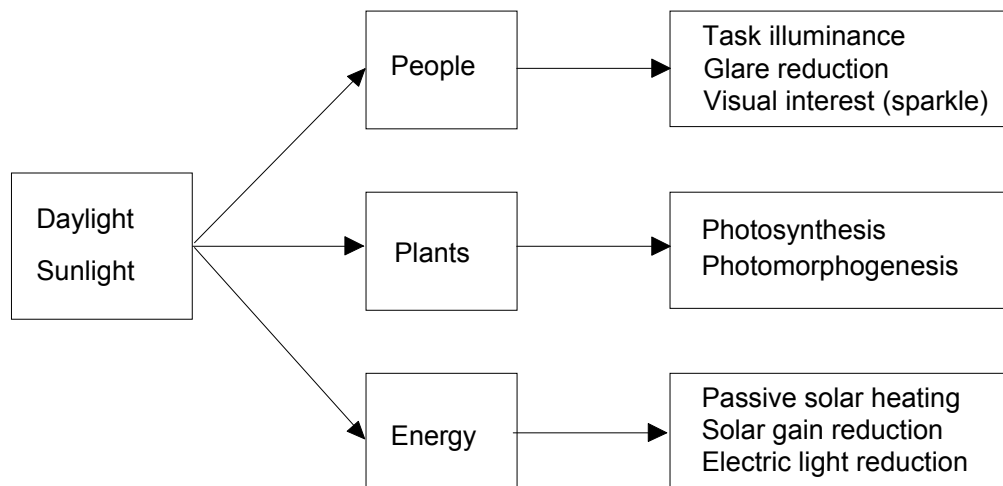 Daylight
Sunlight
People
Task illuminance
Glare reduction
Visual interest (sparkle)
Plants
Photosynthesis
Photomorphogenesis
Energy
Passive solar heating
Solar gain reduction
Electric light reduction